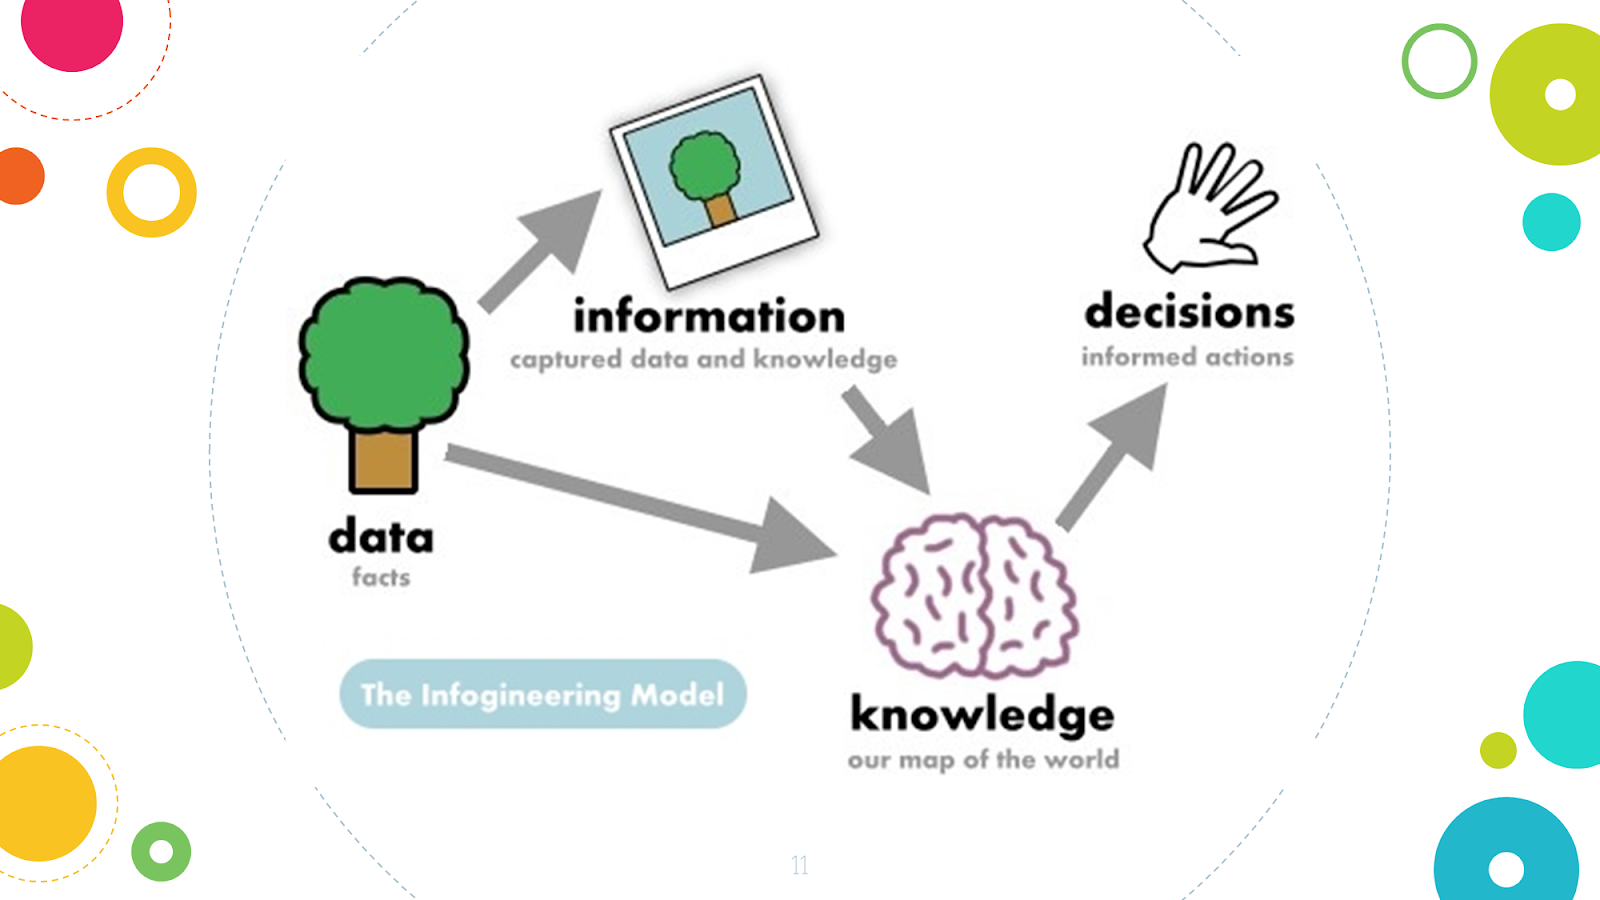 information
captured data and knowledge
decisions
informed actions
data
facts
The Infogineering Model
knowledge
our map of the world
11